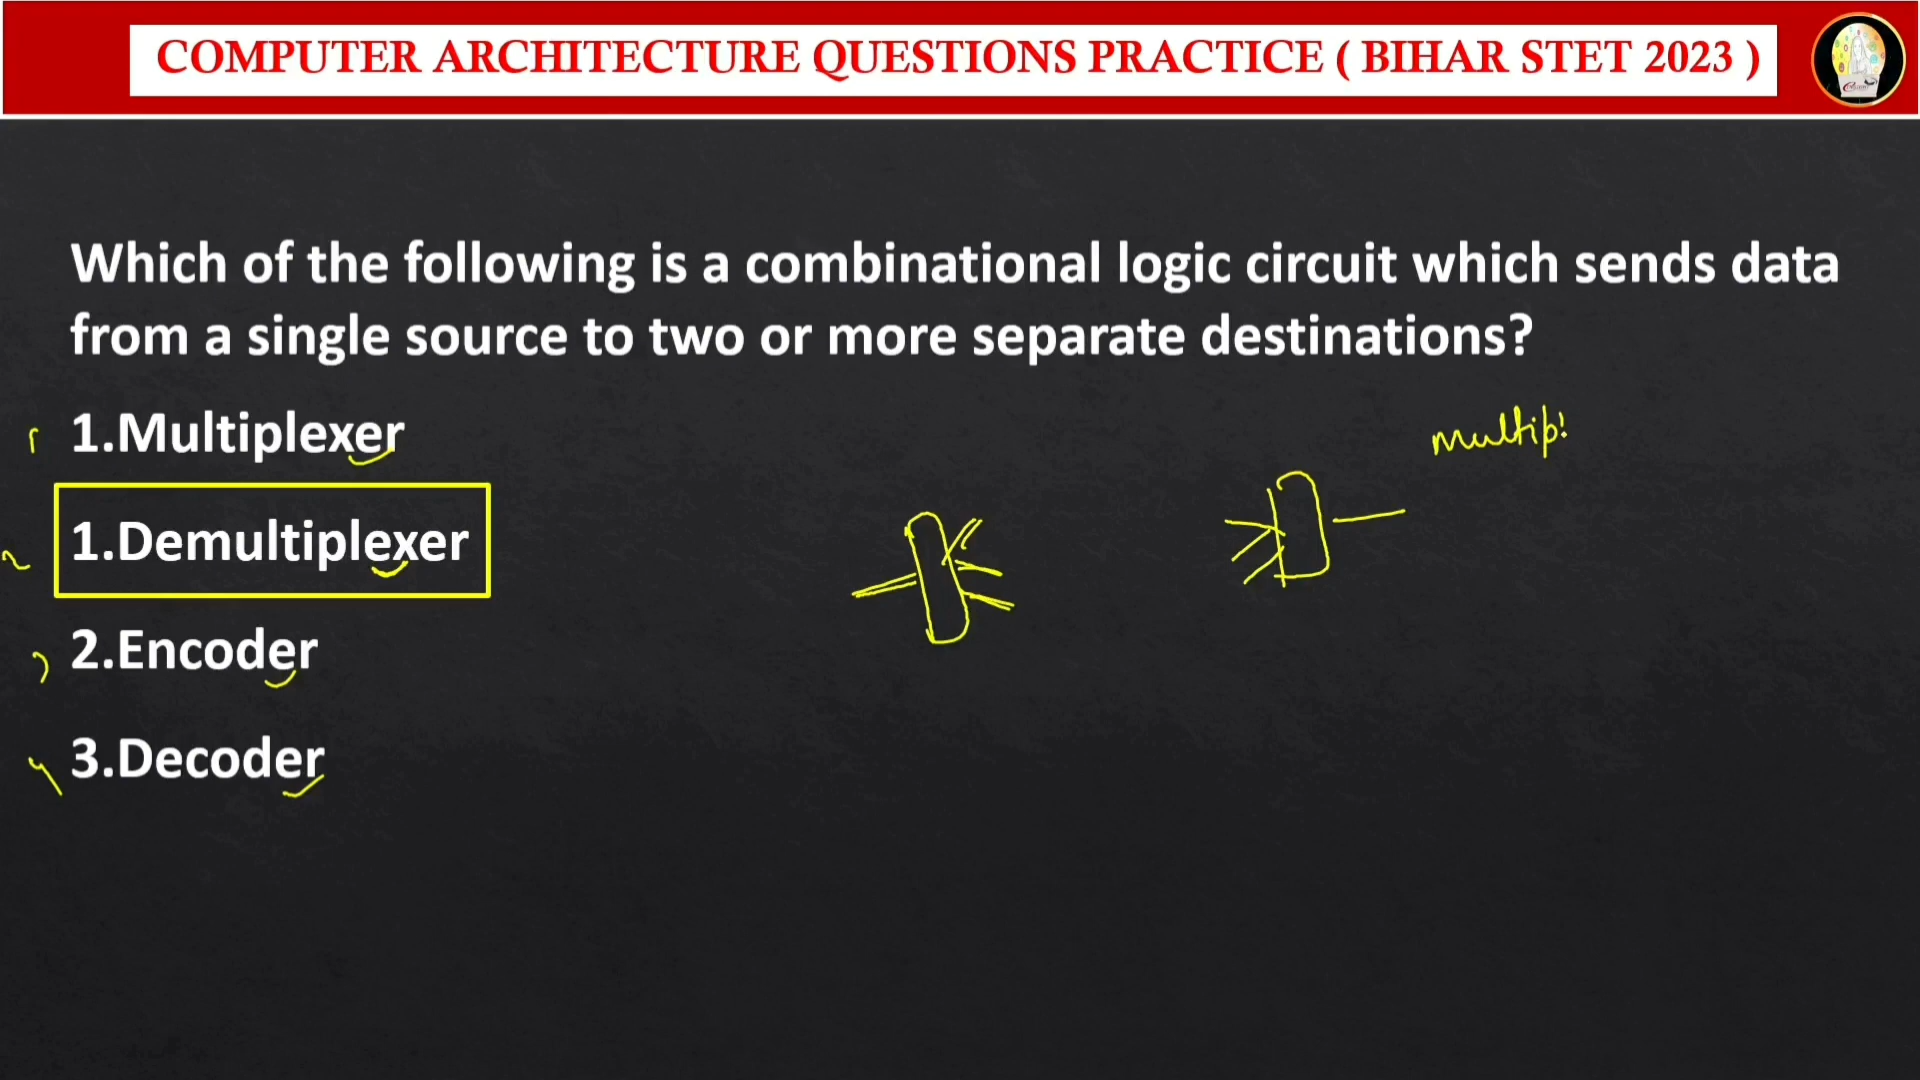 COMPUTER ARCHITECTURE QUESTIONS PRACTICE ( BIHAR STET 2023 )
Which of the following is a combinational logic circuit which sends data
from a single source to two or more separate destinations?
1.Multiplexer
multip!
1.Demultiplexer
2.Encoder
3.Decoder